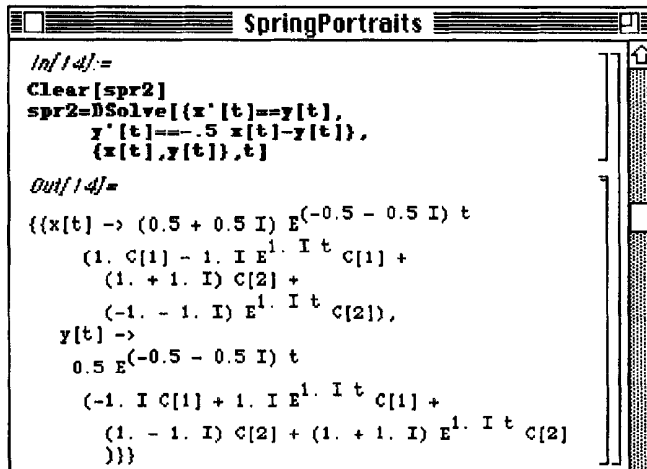 SpringPortraits
In[14]:=
Clear[spr2]
spr2=DSolve[{x'[t]==y[t],
y'[t]==-.5 x[t]-y[t]},
{x[t],y[t]},t]
Out[14]=
{{x[t] -> (0.5 + 0.5 I) E^(-0.5 - 0.5 I) t
(1. C[1] - 1. I E^1. I t C[1] +
(1. + 1. I) C[2] +
(-1. - 1. I) E^1. I t C[2]),
y[t] ->
0.5 E^(-0.5 - 0.5 I) t
(-1. I C[1] + 1. I E^1. I t C[1] +
(1. - 1. I) C[2] + (1. + 1. I) E^1. I t C[2]
)}}